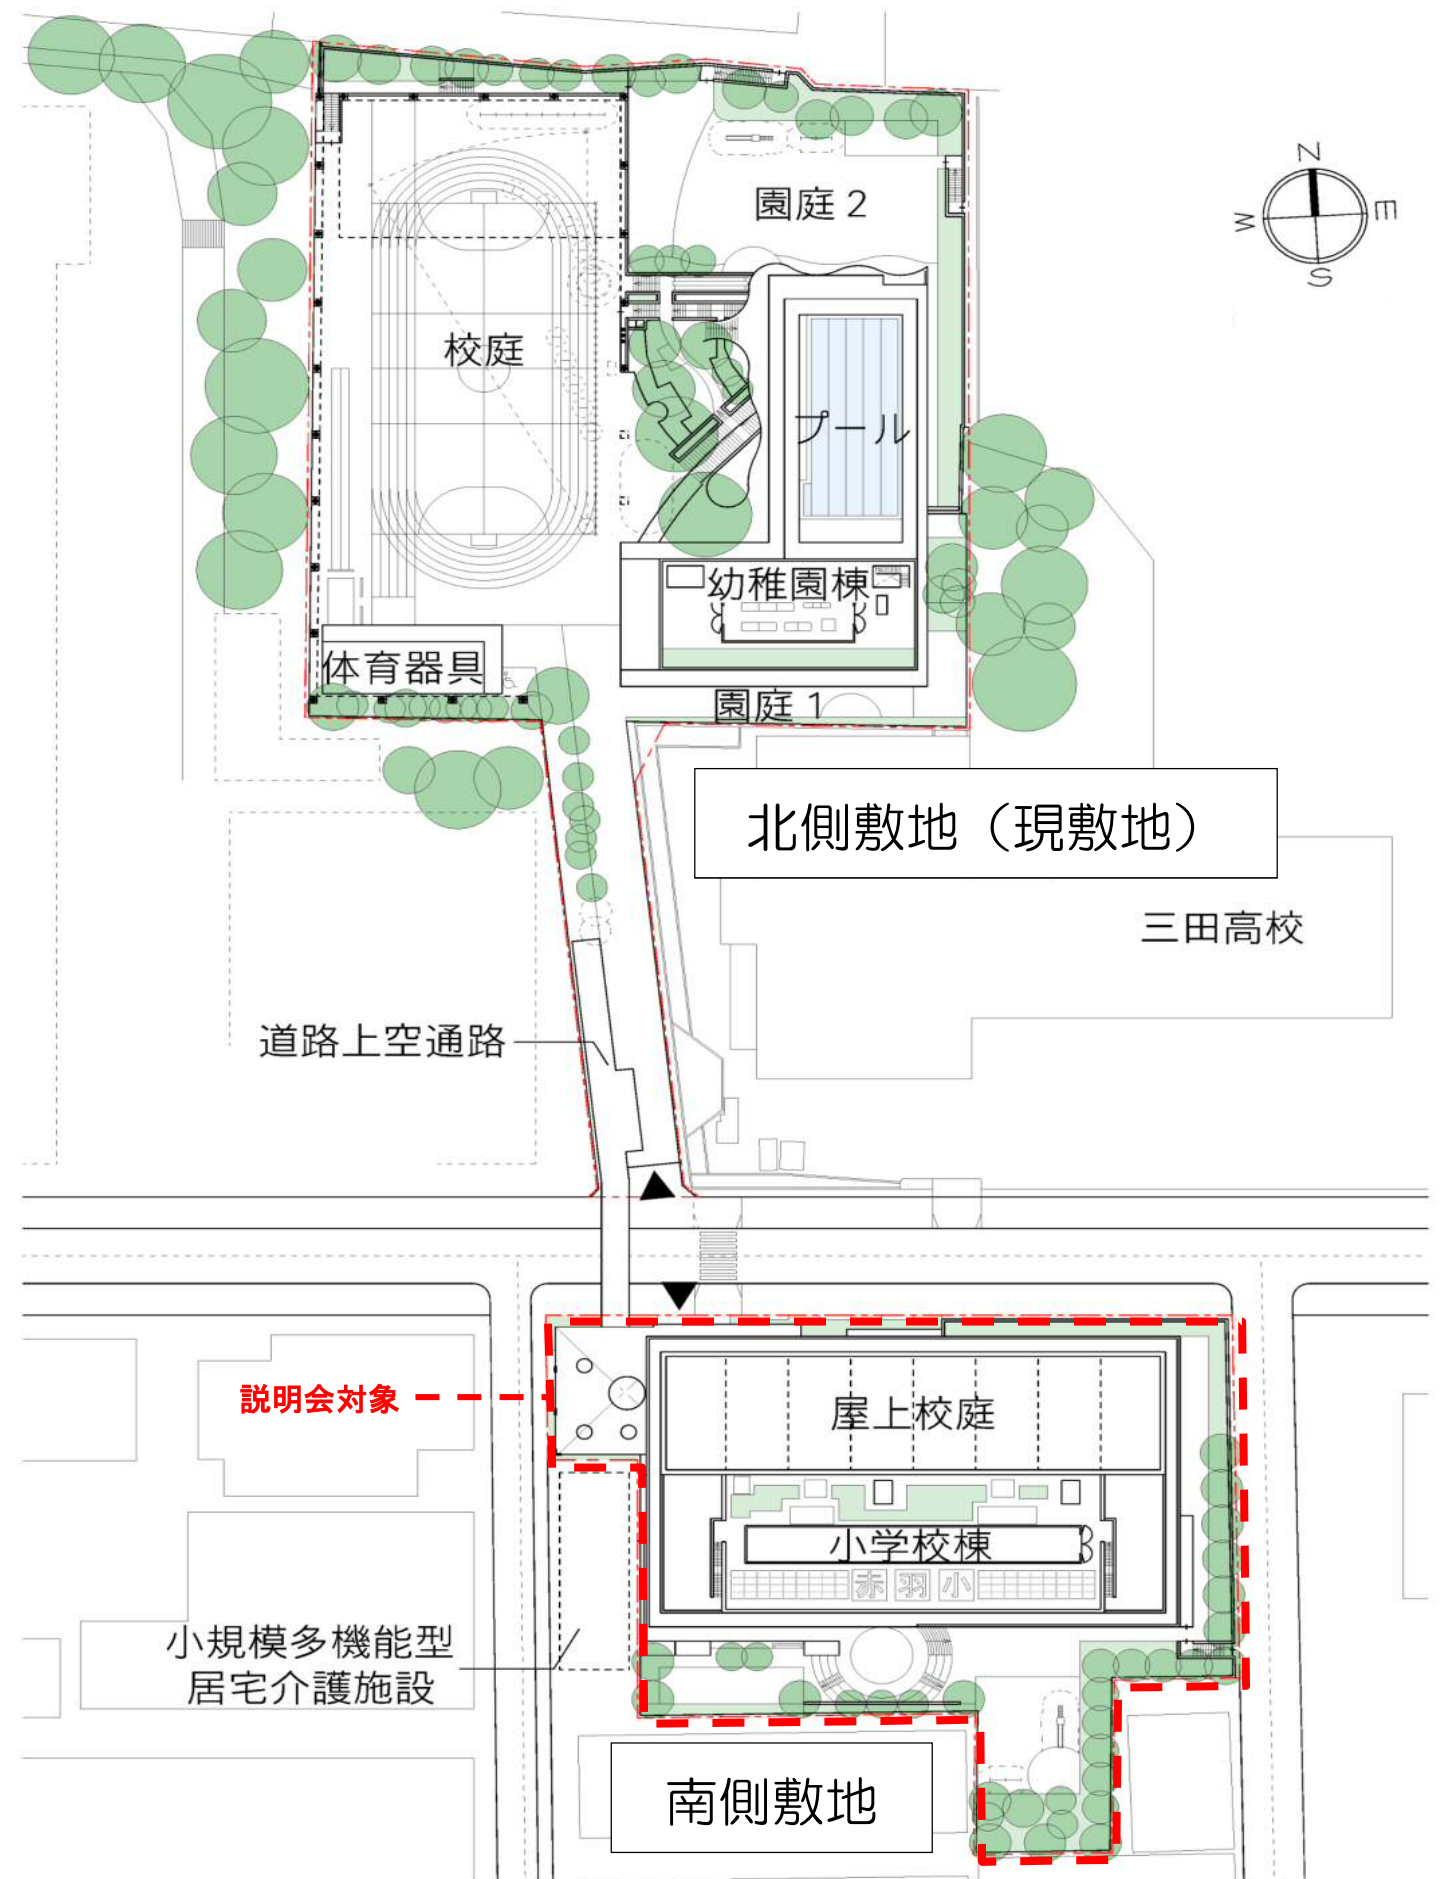 N
W
E
S
園庭2
校庭
プール
幼稚園棟
体育器具
園庭1
北側敷地（現敷地）
三田高校
道路上空通路
説明会対象
屋上校庭
小学校棟
赤羽小
小規模多機能型
居宅介護施設
南側敷地